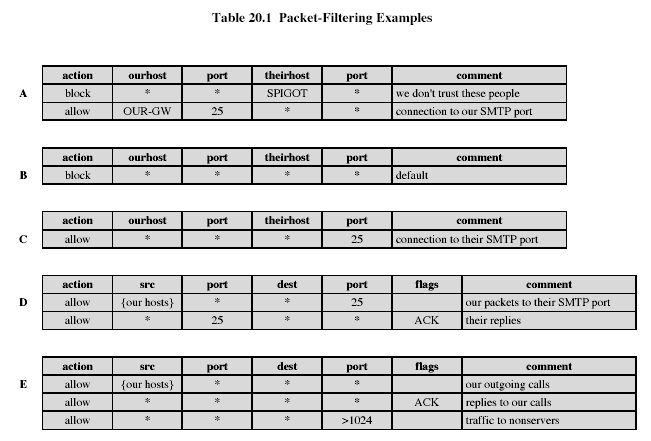 Table 20.1 Packet-Filtering Examples
action ourhost port theirhost port comment
A block * * SPIGOT * we don't trust these people
allow OUR-GW 25 * * connection to our SMTP port
action ourhost port theirhost port comment
B block * * * * default
action ourhost port theirhost port comment
C allow * * * 25 connection to their SMTP port
action src port dest port flags comment
D allow {our hosts} * * 25 our packets to their SMTP port
allow * 25 * * ACK their replies
action src port dest port flags comment
E allow {our hosts} * * * our outgoing calls
allow * * * * ACK replies to our calls
allow * * * >1024 traffic to nonservers